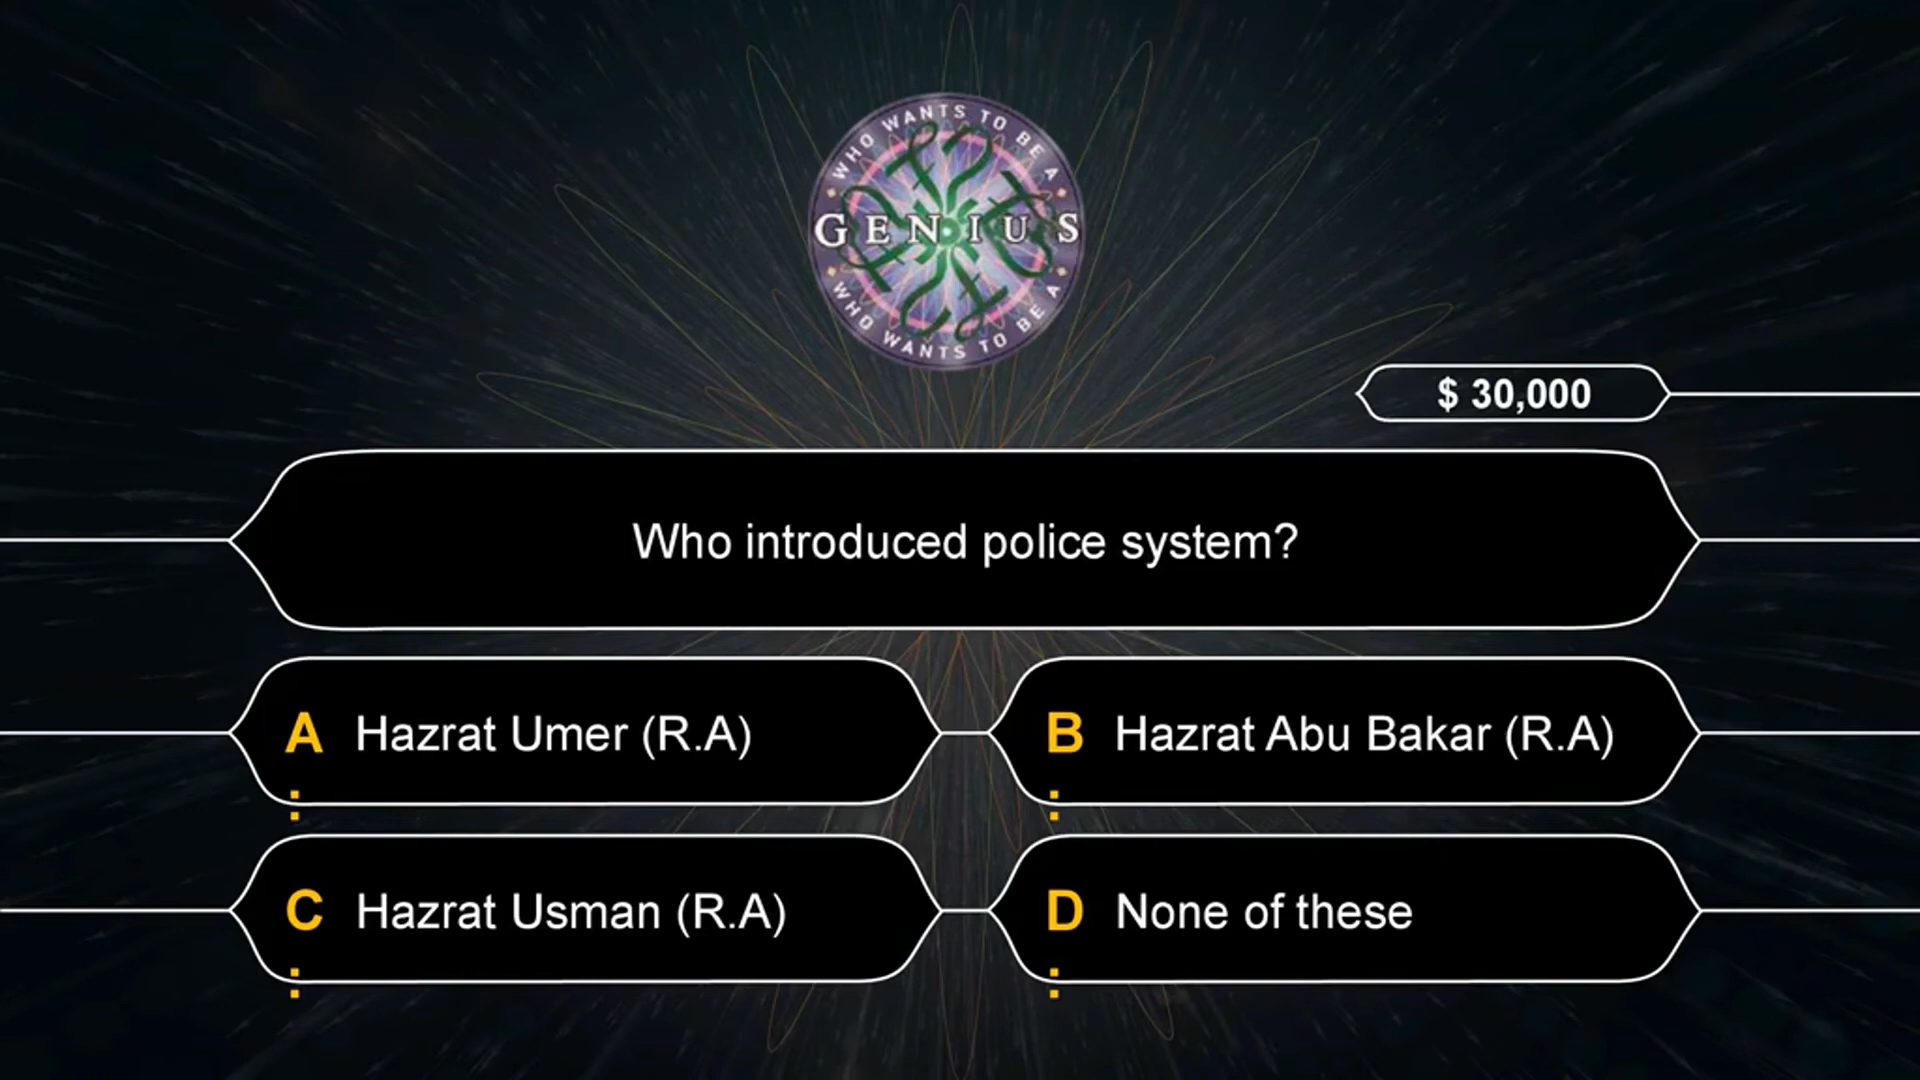 WHO WANTS TO BE A
GENIUS
WHO WANTS TO BE A
$ 30,000
Who introduced police system?
A: Hazrat Umer (R.A)
B: Hazrat Abu Bakar (R.A)
C: Hazrat Usman (R.A)
D: None of these